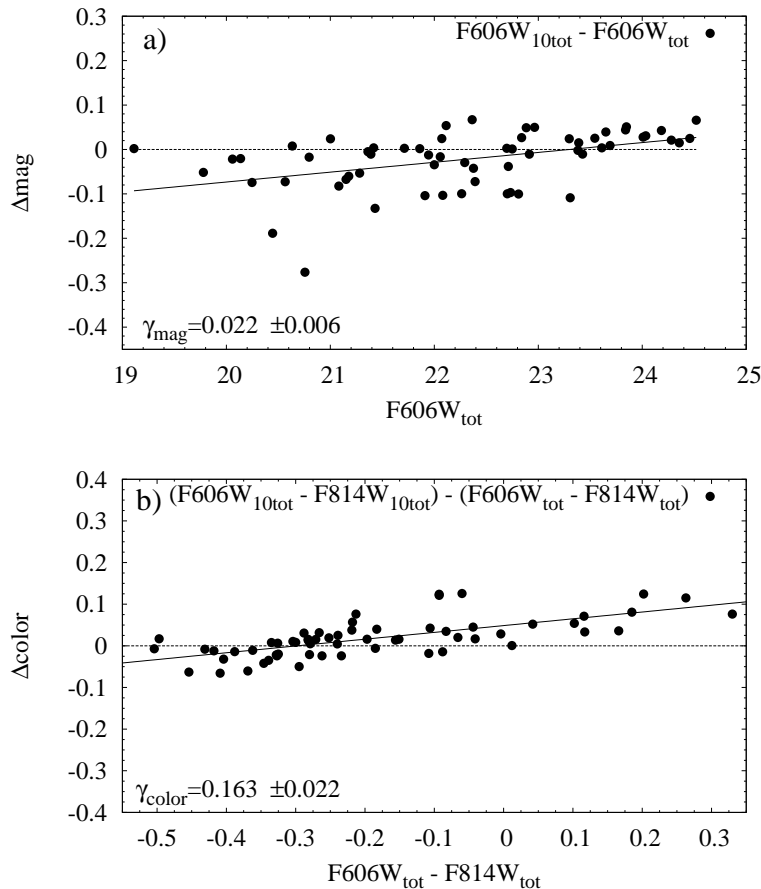 a)
F606W10tot - F606Wtot
0.3
0.2
0.1
0
-0.1
-0.2
-0.3
-0.4
Δmag
γmag=0.022 ±0.006
19 20 21 22 23 24 25
F606Wtot
b) (F606W10tot - F814W10tot) - (F606Wtot - F814Wtot)
0.4
0.3
0.2
0.1
0
-0.1
-0.2
-0.3
-0.4
Δcolor
γcolor=0.163 ±0.022
-0.5 -0.4 -0.3 -0.2 -0.1 0 0.1 0.2 0.3
F606Wtot - F814Wtot